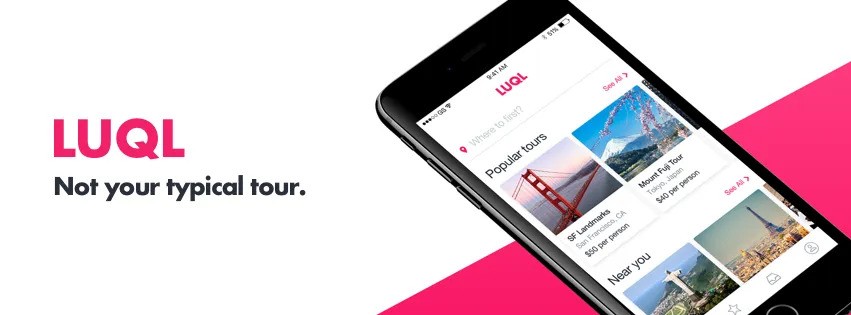 LUQL
Not your typical tour.
●●●○○ GS
9:41 AM
51%
LUQL
Where to first?
See All >
Popular tours
SF Landmarks
San Francisco, CA
$50 per person
Mount Fuji Tour
Tokyo, Japan
$40 per person
Near you
See All >